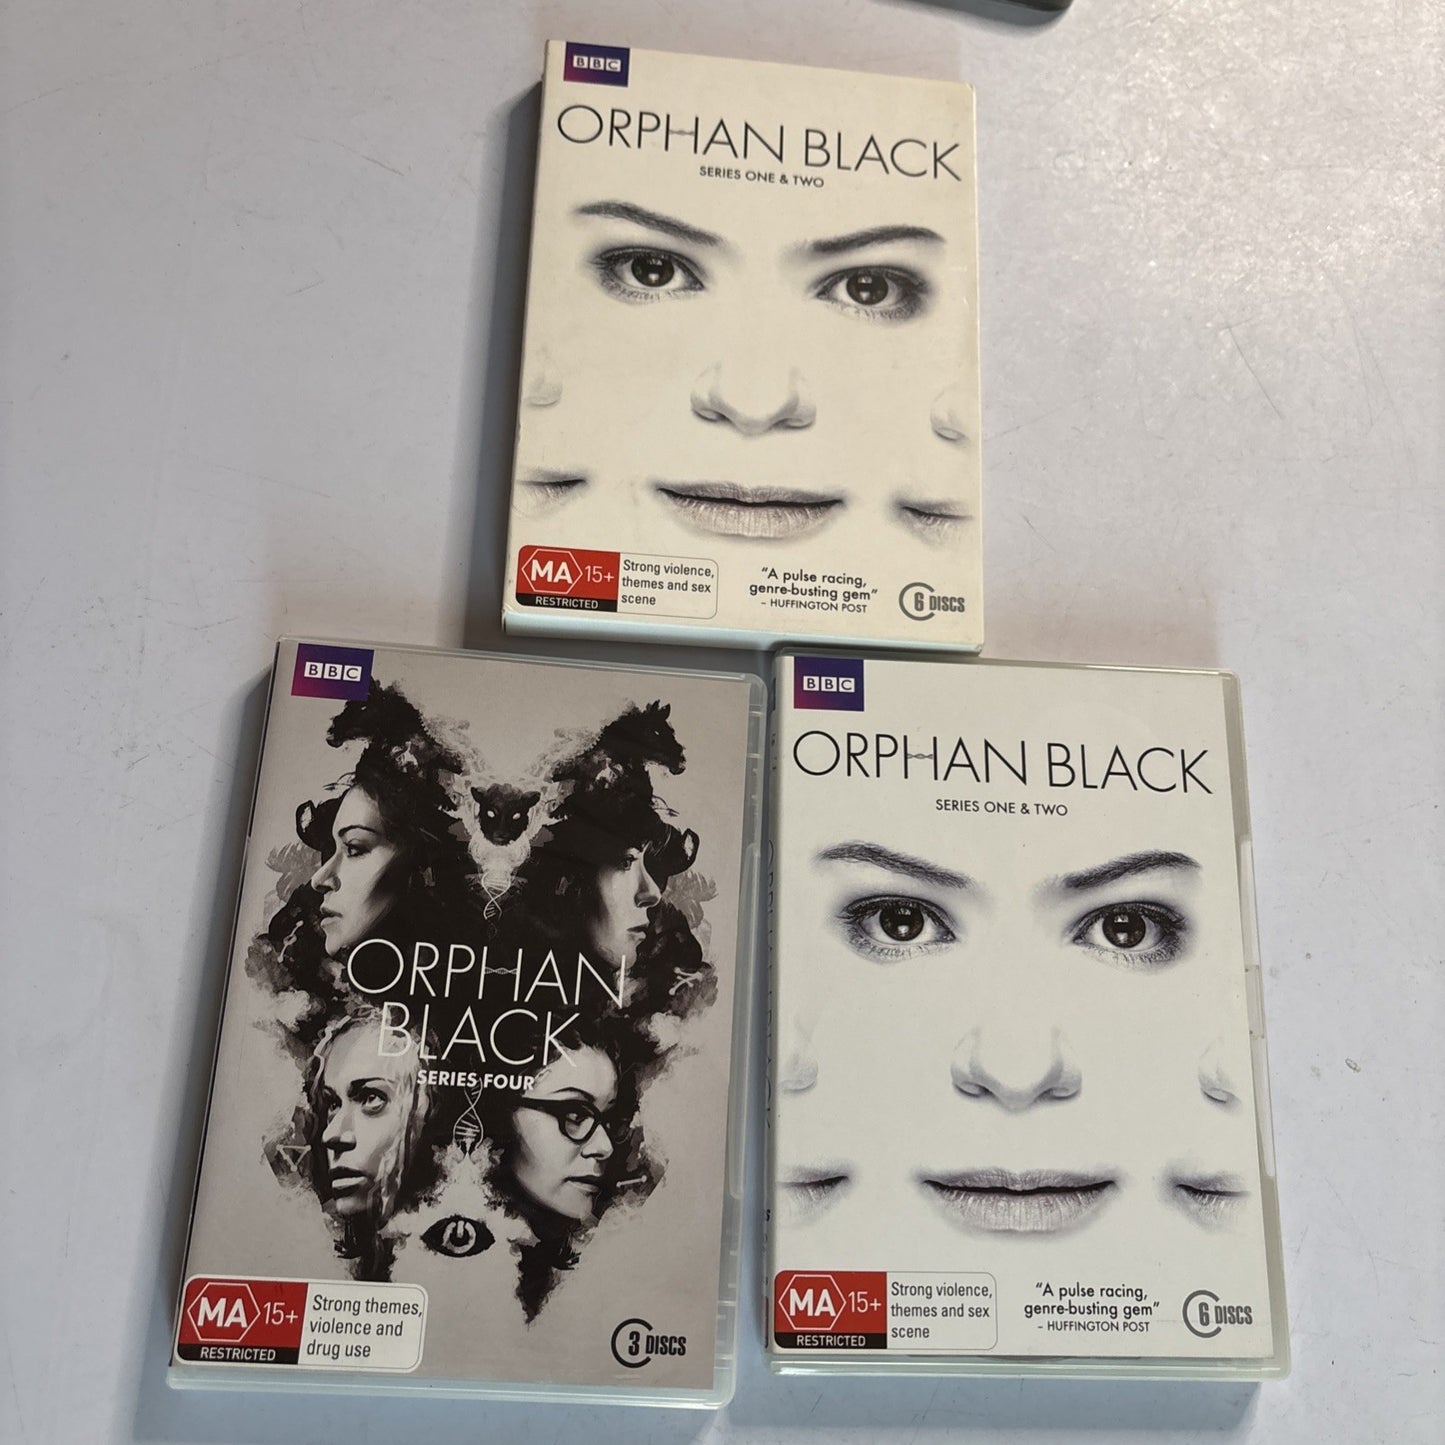 BBC
ORPHAN BLACK
SERIES ONE & TWO
MA 15+
RESTRICTED
Strong violence,
themes and sex
scene
“A pulse racing,
genre-busting gem”
– HUFFINGTON POST
6 DISCS
BBC
ORPHAN
BLACK
SERIES FOUR
MA 15+
RESTRICTED
Strong themes,
violence and
drug use
3 DISCS
BBC
ORPHAN BLACK
SERIES ONE & TWO
MA 15+
RESTRICTED
Strong violence,
themes and sex
scene
“A pulse racing,
genre-busting gem”
– HUFFINGTON POST
6 DISCS